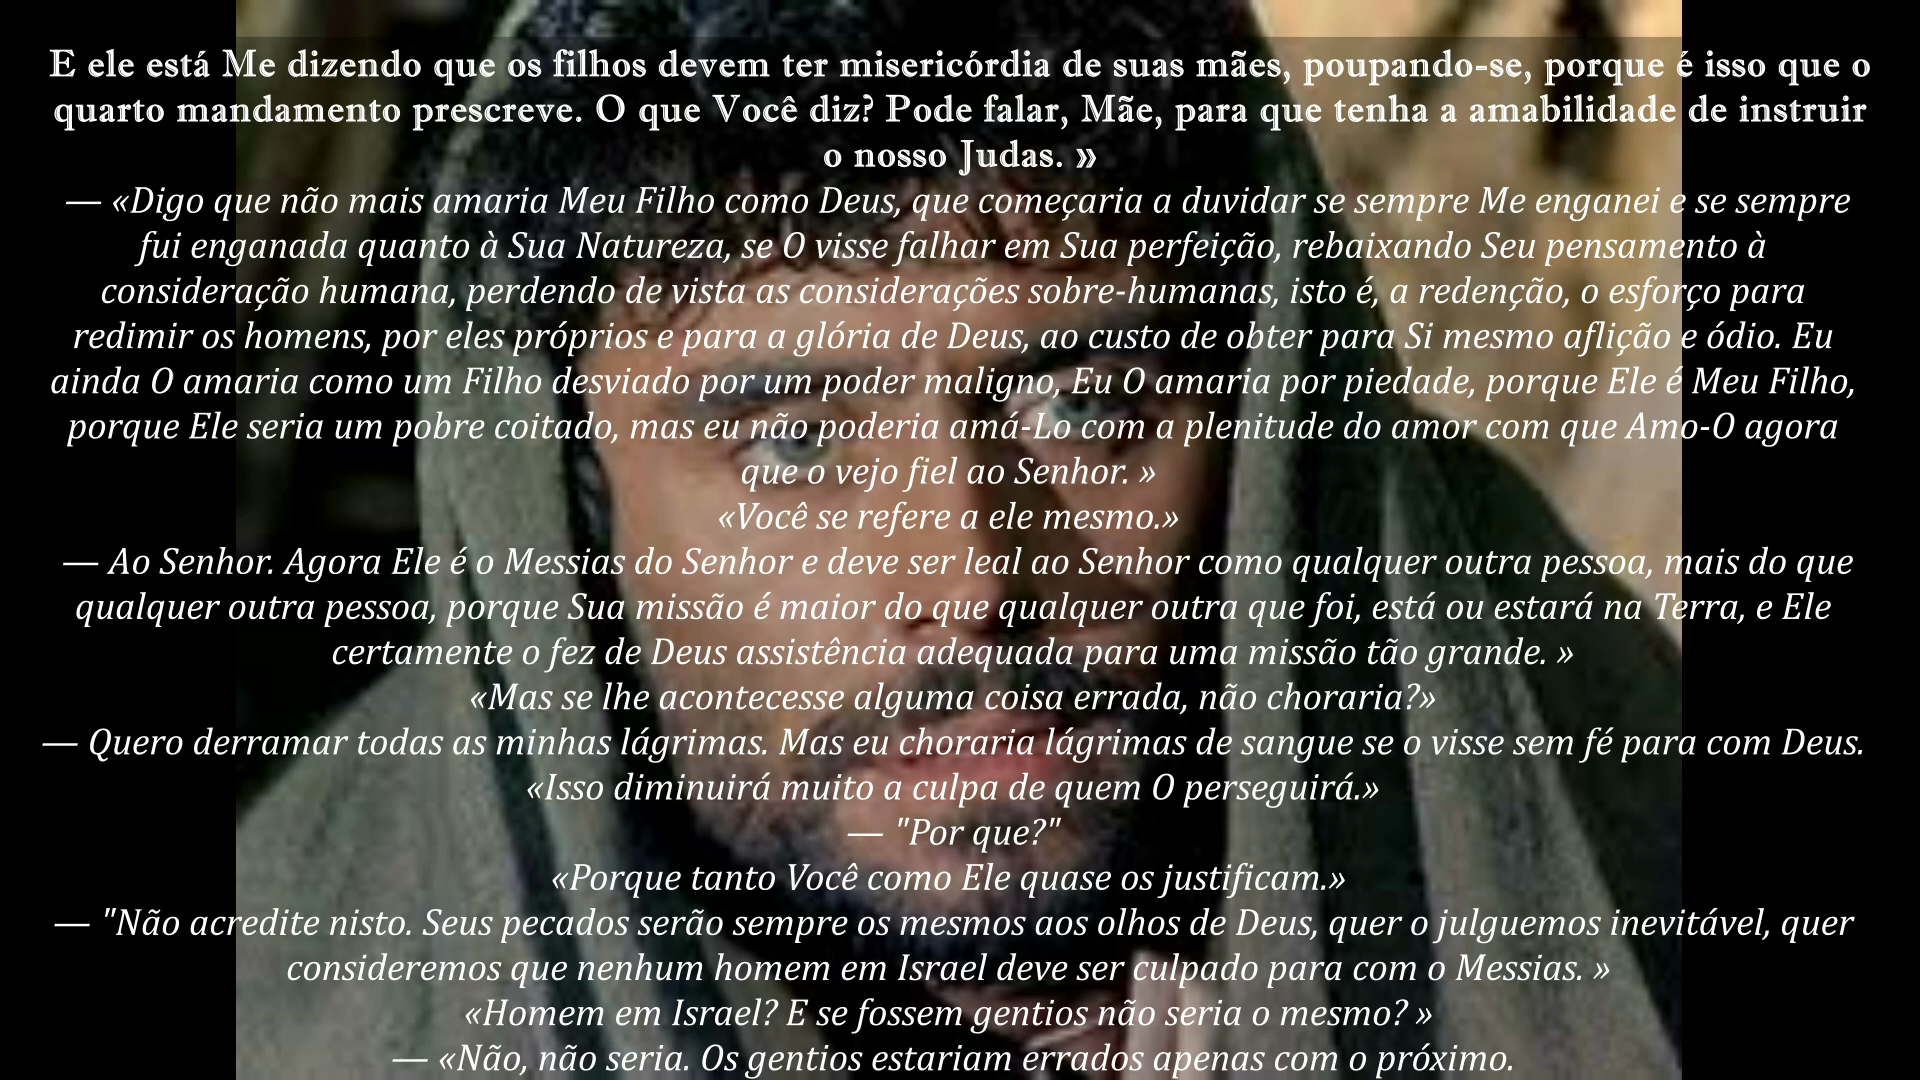 E ele está Me dizendo que os filhos devem ter misericórdia de suas mães, poupando-se, porque é isso que o
quarto mandamento prescreve. O que Você diz? Pode falar, Mãe, para que tenha a amabilidade de instruir
o nosso Judas. »
— «Digo que não mais amaria Meu Filho como Deus, que começaria a duvidar se sempre Me enganei e se sempre
fui enganada quanto à Sua Natureza, se O visse falhar em Sua perfeição, rebaixando Seu pensamento à
consideração humana, perdendo de vista as considerações sobre-humanas, isto é, a redenção, o esforço para
redimir os homens, por eles próprios e para a glória de Deus, ao custo de obter para Si mesmo aflição e ódio. Eu
ainda O amaria como um Filho desviado por um poder maligno, Eu O amaria por piedade, porque Ele é Meu Filho,
porque Ele seria um pobre coitado, mas eu não poderia amá-Lo com a plenitude do amor com que Amo-O agora
que o vejo fiel ao Senhor. »
«Você se refere a ele mesmo.»
— Ao Senhor. Agora Ele é o Messias do Senhor e deve ser leal ao Senhor como qualquer outra pessoa, mais do que
qualquer outra pessoa, porque Sua missão é maior do que qualquer outra que foi, está ou estará na Terra, e Ele
certamente o fez de Deus assistência adequada para uma missão tão grande. »
«Mas se lhe acontecesse alguma coisa errada, não choraria?»
— Quero derramar todas as minhas lágrimas. Mas eu choraria lágrimas de sangue se o visse sem fé para com Deus.
«Isso diminuirá muito a culpa de quem O perseguirá.»
— "Por que?"
«Porque tanto Você como Ele quase os justificam.»
— "Não acredite nisto. Seus pecados serão sempre os mesmos aos olhos de Deus, quer o julguemos inevitável, quer
consideremos que nenhum homem em Israel deve ser culpado para com o Messias. »
«Homem em Israel? E se fossem gentios não seria o mesmo? »
— «Não, não seria. Os gentios estariam errados apenas com o próximo.